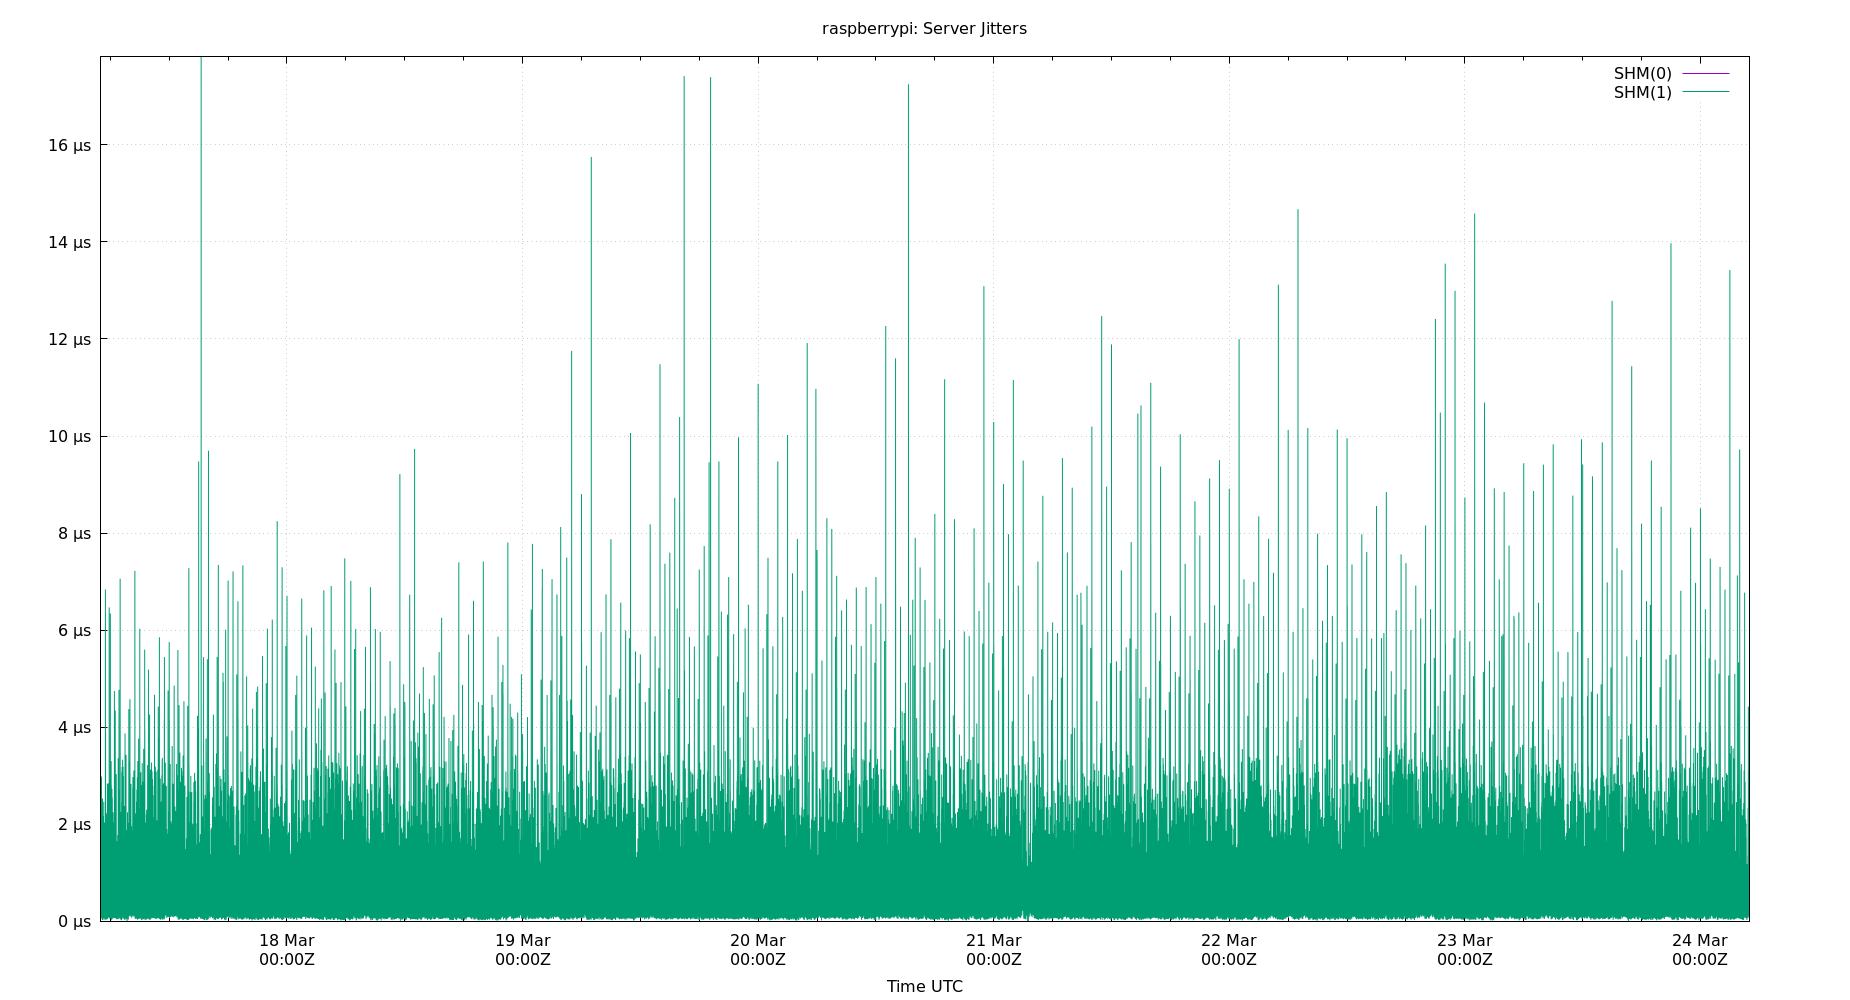 raspberrypi: Server Jitters
SHM(0)
SHM(1)
16 µs
14 µs
12 µs
10 µs
8 µs
6 µs
4 µs
2 µs
0 µs
18 Mar 19 Mar 20 Mar 21 Mar 22 Mar 23 Mar 24 Mar
00:00Z 00:00Z 00:00Z 00:00Z 00:00Z 00:00Z 00:00Z
Time UTC